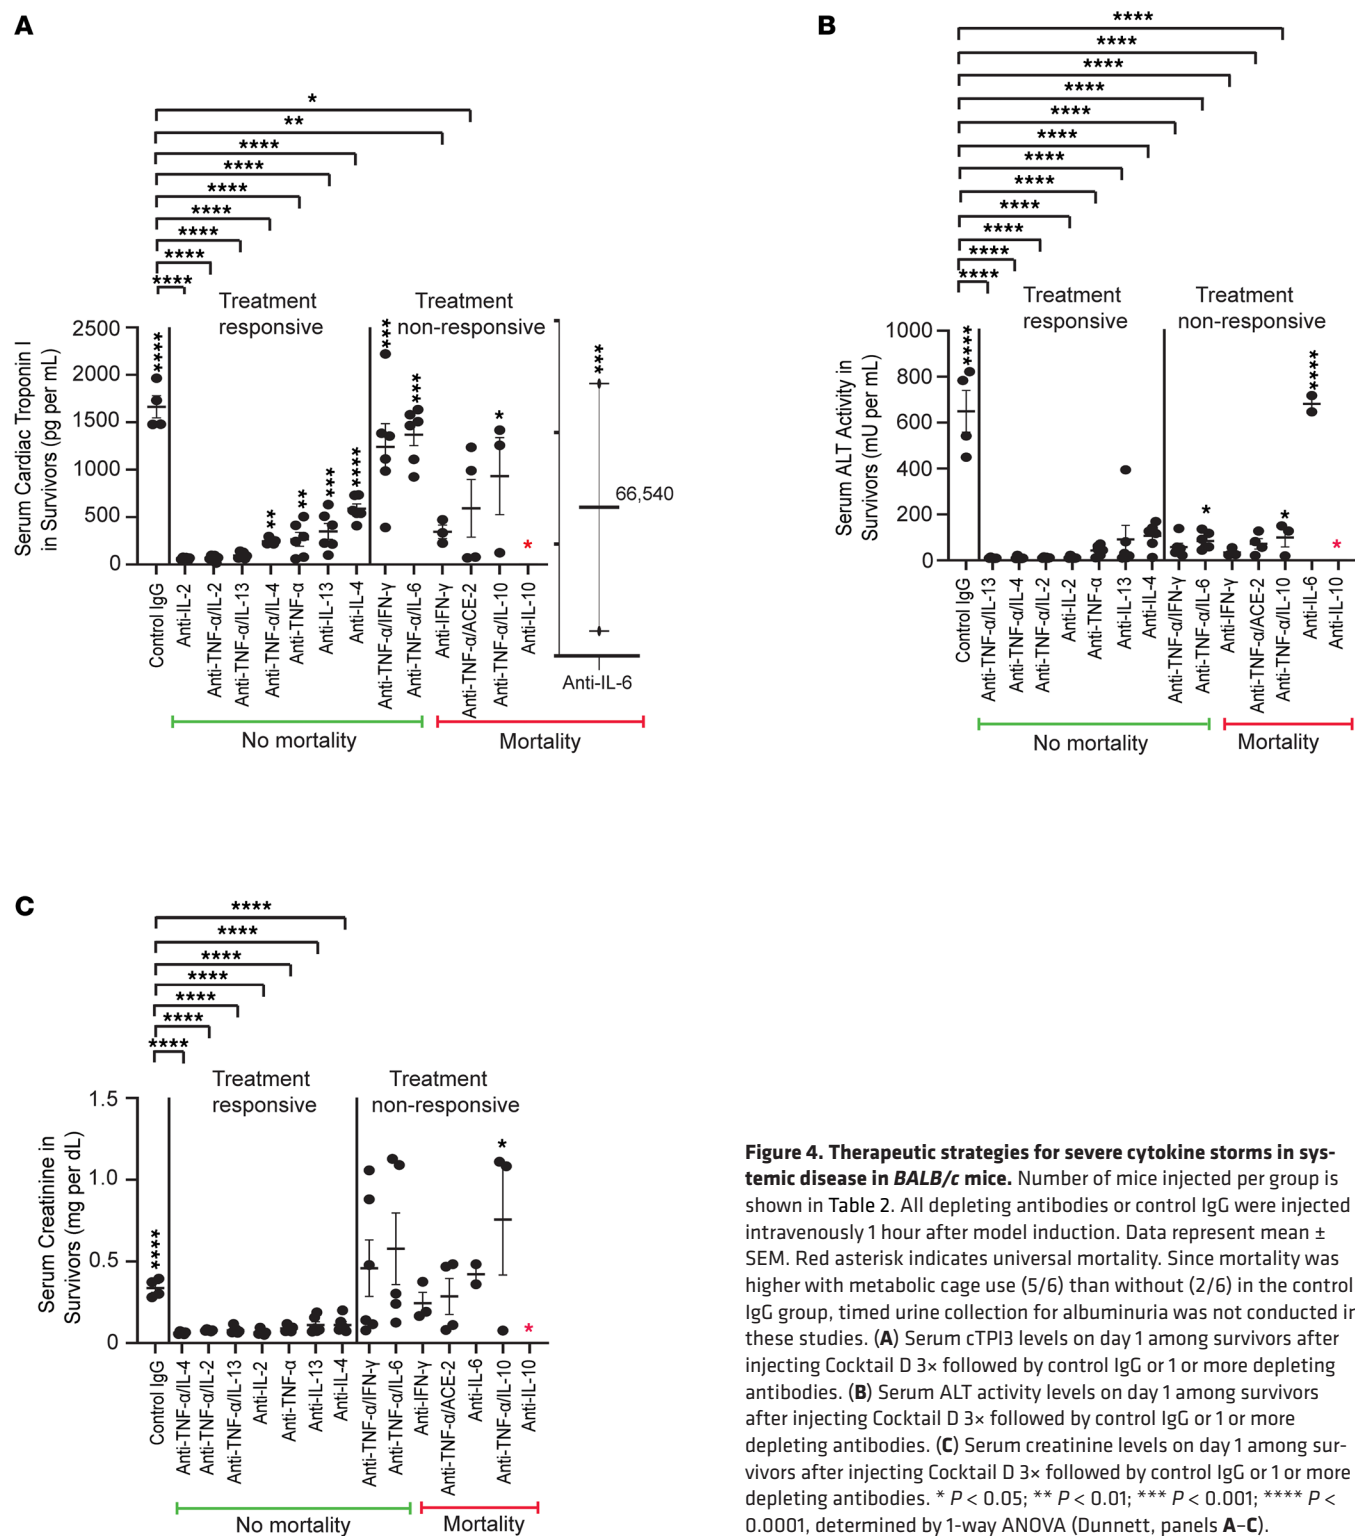 A
*
**
****
****
****
****
****
****
****
Treatment
responsive
Treatment
non-responsive
Serum Cardiac Troponin I
in Survivors (pg per mL)
2500
2000
1500
1000
500
0
****
**
**
***
****
***
***
*
*
***
66,540
Control IgG
Anti-IL-2
Anti-TNF-α/IL-2
Anti-TNF-α/IL-13
Anti-TNF-α/IL-4
Anti-TNF-α
Anti-IL-13
Anti-IL-4
Anti-TNF-α/IFN-γ
Anti-TNF-α/IL-6
Anti-IFN-γ
Anti-TNF-α/ACE-2
Anti-TNF-α/IL-10
Anti-IL-10
Anti-IL-6
No mortality
Mortality
B
****
****
****
****
****
****
****
****
****
****
****
****
Treatment
responsive
Treatment
non-responsive
Serum ALT Activity in
Survivors (mU per mL)
1000
800
600
400
200
0
****
*
*
****
*
Control IgG
Anti-TNF-α/IL-13
Anti-TNF-α/IL-4
Anti-TNF-α/IL-2
Anti-IL-2
Anti-TNF-α
Anti-IL-13
Anti-IL-4
Anti-TNF-α/IFN-γ
Anti-TNF-α/IL-6
Anti-IFN-γ
Anti-TNF-α/ACE-2
Anti-TNF-α/IL-10
Anti-IL-6
Anti-IL-10
No mortality
Mortality
C
****
****
****
****
****
****
****
Treatment
responsive
Treatment
non-responsive
Serum Creatinine in
Survivors (mg per dL)
1.5
1.0
0.5
0
****
*
*
Control IgG
Anti-TNF-α/IL-4
Anti-TNF-α/IL-2
Anti-TNF-α/IL-13
Anti-IL-2
Anti-TNF-α
Anti-IL-13
Anti-IL-4
Anti-TNF-α/IFN-γ
Anti-TNF-α/IL-6
Anti-IFN-γ
Anti-TNF-α/ACE-2
Anti-IL-6
Anti-TNF-α/IL-10
Anti-IL-10
No mortality
Mortality
Figure 4. Therapeutic strategies for severe cytokine storms in sys-
temic disease in BALB/c mice. Number of mice injected per group is
shown in Table 2. All depleting antibodies or control IgG were injected
intravenously 1 hour after model induction. Data represent mean ±
SEM. Red asterisk indicates universal mortality. Since mortality was
higher with metabolic cage use (5/6) than without (2/6) in the control
IgG group, timed urine collection for albuminuria was not conducted in
these studies. (A) Serum cTPI3 levels on day 1 among survivors after
injecting Cocktail D 3× followed by control IgG or 1 or more depleting
antibodies. (B) Serum ALT activity levels on day 1 among survivors
after injecting Cocktail D 3× followed by control IgG or 1 or more
depleting antibodies. (C) Serum creatinine levels on day 1 among sur-
vivors after injecting Cocktail D 3× followed by control IgG or 1 or more
depleting antibodies. * P < 0.05; ** P < 0.01; *** P < 0.001; **** P <
0.0001, determined by 1-way ANOVA (Dunnett, panels A–C).